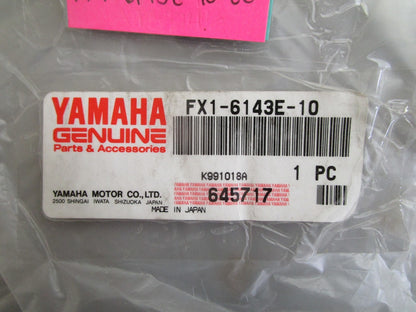 YAMAHA
GENUINE
Parts & Accessories
YAMAHA MOTOR CO.,LTD.
2500 SHINGAI IWATA SHIZUOKA JAPAN
MADE IN JAPAN
FX1-6143E-10
K991018A
1 PC
645717